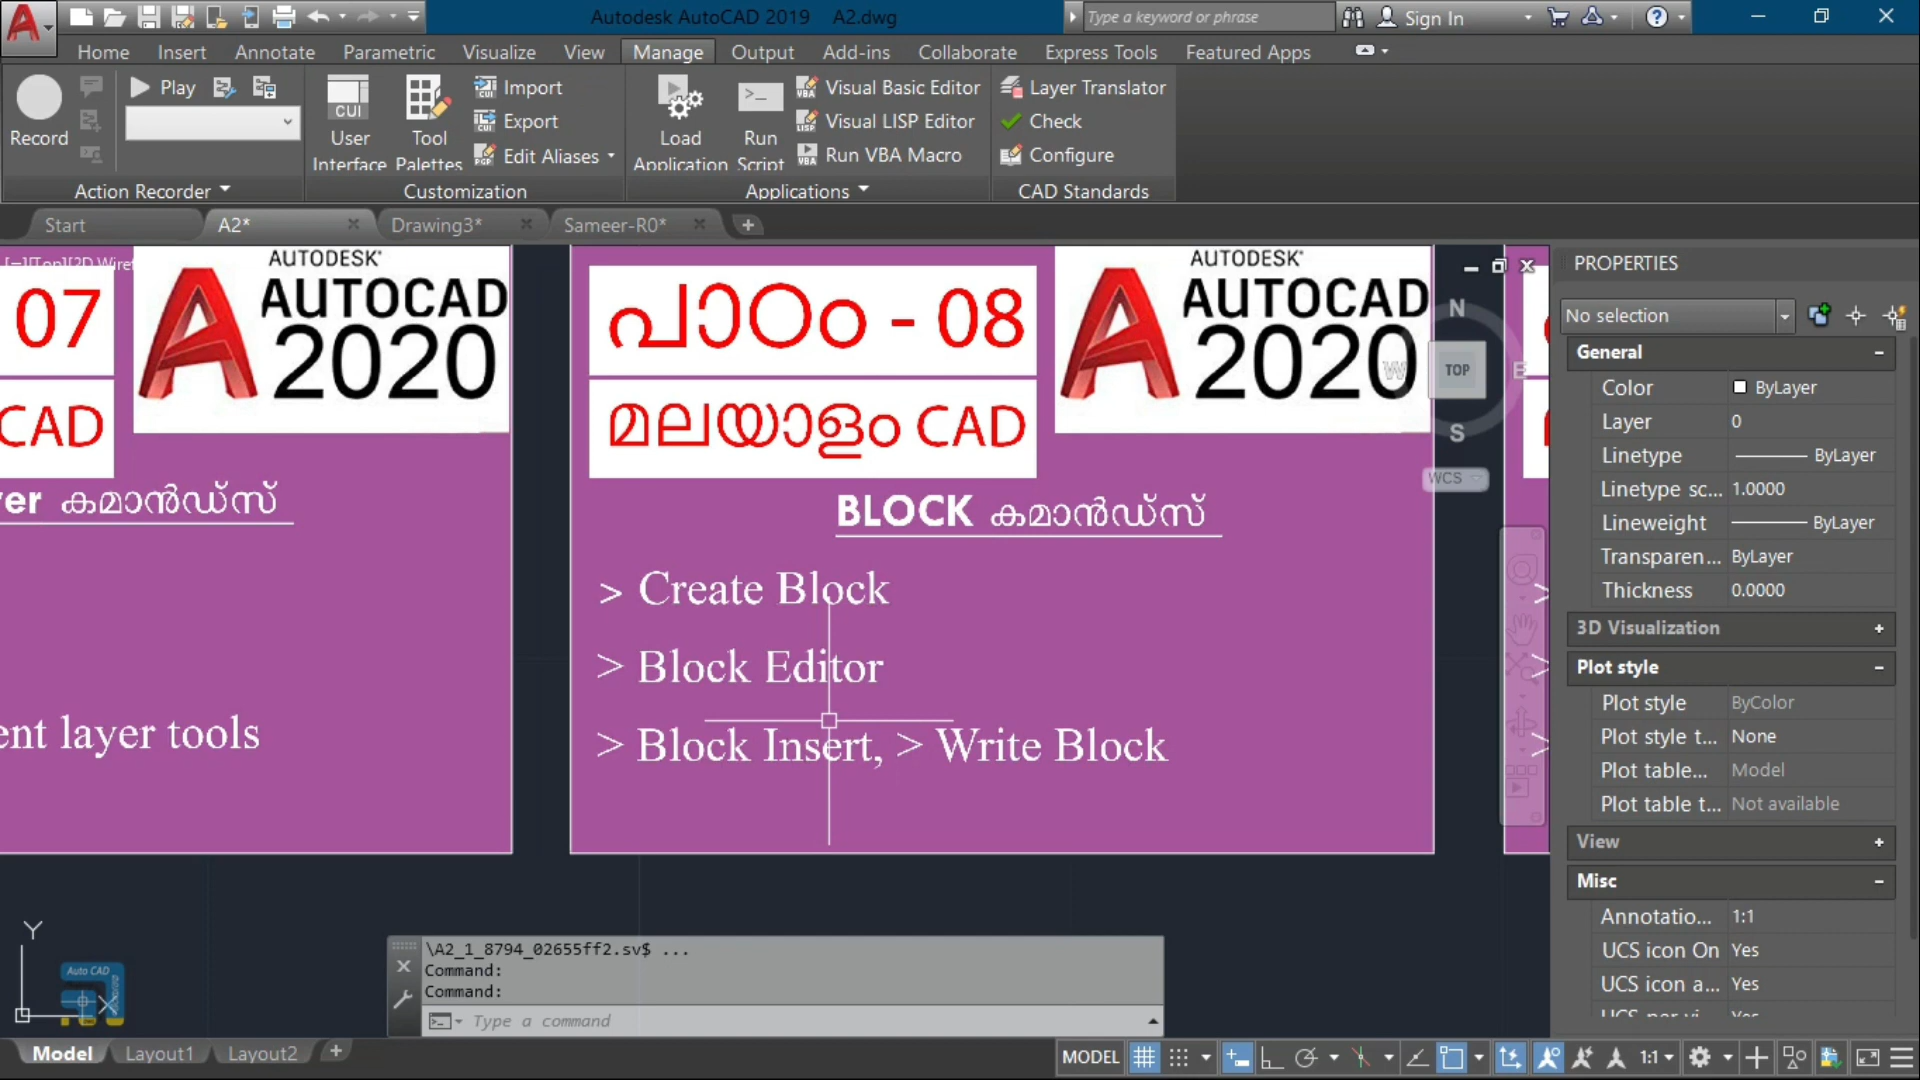 Autodesk AutoCAD 2019 A2.dwg
Type a keyword or phrase
Sign In
Home Insert Annotate Parametric Visualize View Manage Output Add-ins Collaborate Express Tools Featured Apps
Record
Play
CUI
User Interface
Tool Palettes
Import
Export
Edit Aliases
Load Application
Run Script
Visual Basic Editor
Visual LISP Editor
Run VBA Macro
Layer Translator
Check
Configure
Action Recorder
Customization
Applications
CAD Standards
Start A2* Drawing3* Sameer-R0*
07
CAD
AUTODESK
AUTOCAD
2020
കമാൻഡ്സ്
ent layer tools
പാഠം - 08
മലയാളം CAD
AUTODESK
AUTOCAD
2020
BLOCK കമാൻഡ്സ്
> Create Block
> Block Editor
> Block Insert, > Write Block
N
W
TOP
E
S
WCS
PROPERTIES
No selection
General
Color ByLayer
Layer 0
Linetype ByLayer
Linetype sc... 1.0000
Lineweight ByLayer
Transparen... ByLayer
Thickness 0.0000
3D Visualization
Plot style
Plot style ByColor
Plot style t... None
Plot table... Model
Plot table t... Not available
View
Misc
Annotatio... 1:1
UCS icon On Yes
UCS icon a... Yes
Y
X
Auto CAD
\A2_1_8794_02655ff2.sv$ ...
Command:
Command:
Type a command
Model Layout1 Layout2
MODEL
1:1